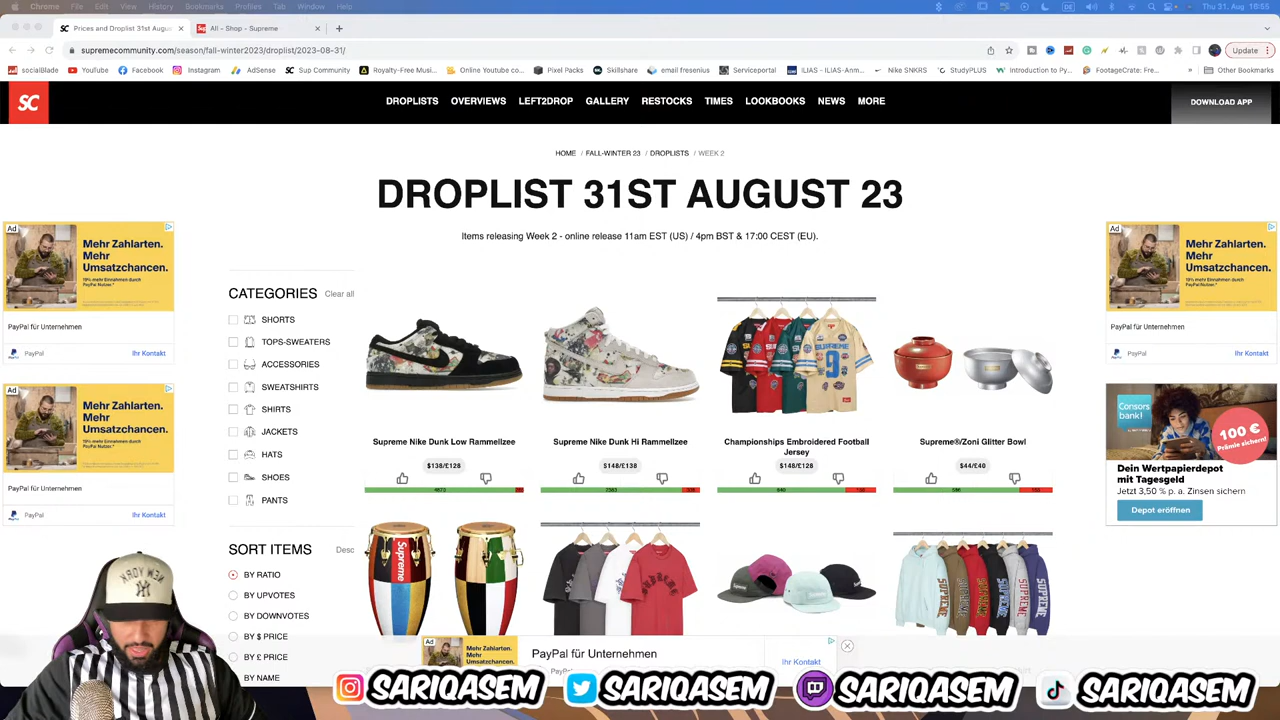 Chrome File Edit View History Bookmarks Profiles Tab Window Help
Thu 31. Aug 16:55
Prices and Droplist 31st Augu
All – Shop - Supreme
supremecommunity.com/season/fall-winter2023/droplist/2023-08-31/
Update
socialBlade YouTube Facebook Instagram AdSense Sup Community Royalty-Free Musi... Online Youtube co... Pixel Packs Skillshare email fresenius Serviceportal ILIAS - ILIAS-Anm... Nike SNKRS StudyPLUS Introduction to Py... FootageCrate: Fre... » Other Bookmarks
SC
DROPLISTS OVERVIEWS LEFT2DROP GALLERY RESTOCKS TIMES LOOKBOOKS NEWS MORE
DOWNLOAD APP
HOME / FALL-WINTER 23 / DROPLISTS / WEEK 2
DROPLIST 31ST AUGUST 23
Items releasing Week 2 - online release 11am EST (US) / 4pm BST & 17:00 CEST (EU).
Ad
Mehr Zahlarten.
Mehr
Umsatzchancen.
PayPal für Unternehmen
PayPal
Ihr Kontakt
Ad
Mehr Zahlarten.
Mehr
Umsatzchancen.
PayPal für Unternehmen
PayPal
Ihr Kontakt
CATEGORIES
Clear all
SHORTS
TOPS-SWEATERS
ACCESSORIES
SWEATSHIRTS
SHIRTS
JACKETS
HATS
SHOES
PANTS
SORT ITEMS
Desc
BY RATIO
BY UPVOTES
BY DOWNVOTES
BY $ PRICE
BY £ PRICE
BY NAME
Supreme Nike Dunk Low Rammellzee
$138/£128
4873
Supreme Nike Dunk Hi Rammellzee
$148/£138
Championships Embroidered Football
Jersey
$148/£128
Supreme®/Zoni Glitter Bowl
$44/£40
Supreme
Ad
Mehr Zahlarten.
Mehr
Umsatzchancen.
PayPal für Unternehmen
PayPal
Ihr Kontakt
Ad
Mehr Zahlarten.
Mehr
Umsatzchancen.
PayPal für Unternehmen
PayPal
Ihr Kontakt
Consors
bank!
100 €
Prämie sichern!
Dein Wertpapierdepot
mit Tagesgeld
Jetzt 3,50 % p. a. Zinsen sichern
Depot eröffnen
SARIQASEM
SARIQASEM
SARIQASEM
SARIQASEM